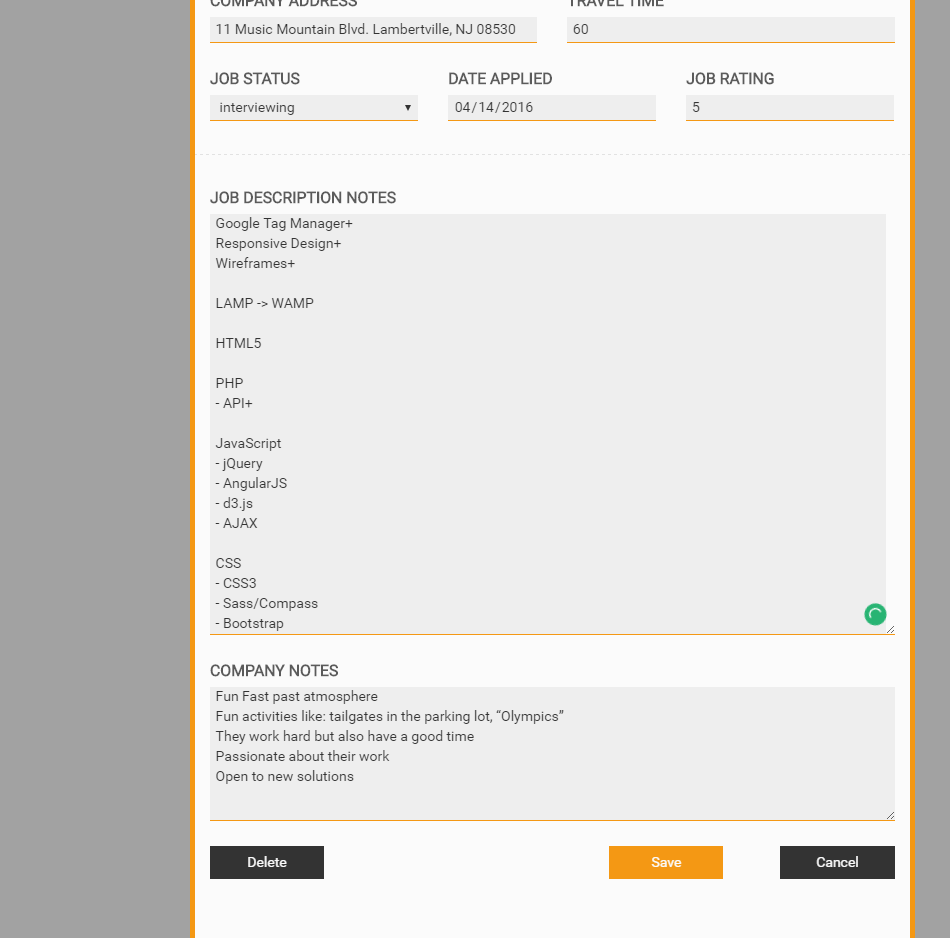 COMPANY ADDRESS TRAVEL TIME
11 Music Mountain Blvd. Lambertville, NJ 08530 60
JOB STATUS DATE APPLIED JOB RATING
interviewing 04/14/2016 5
JOB DESCRIPTION NOTES
Google Tag Manager+
Responsive Design+
Wireframes+
LAMP -> WAMP
HTML5
PHP
- API+
JavaScript
- jQuery
- AngularJS
- d3.js
- AJAX
CSS
- CSS3
- Sass/Compass
- Bootstrap
COMPANY NOTES
Fun Fast past atmosphere
Fun activities like: tailgates in the parking lot, “Olympics”
They work hard but also have a good time
Passionate about their work
Open to new solutions
Delete Save Cancel